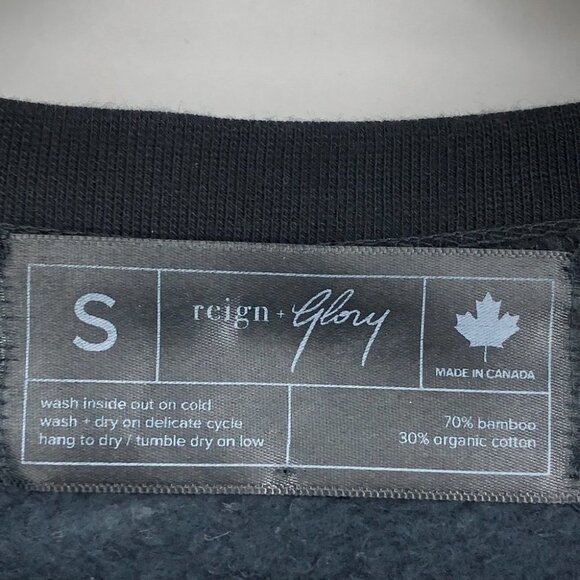 S
reign + Glory
MADE IN CANADA
wash inside out on cold
wash + dry on delicate cycle
hang to dry / tumble dry on low
70% bamboo
30% organic cotton